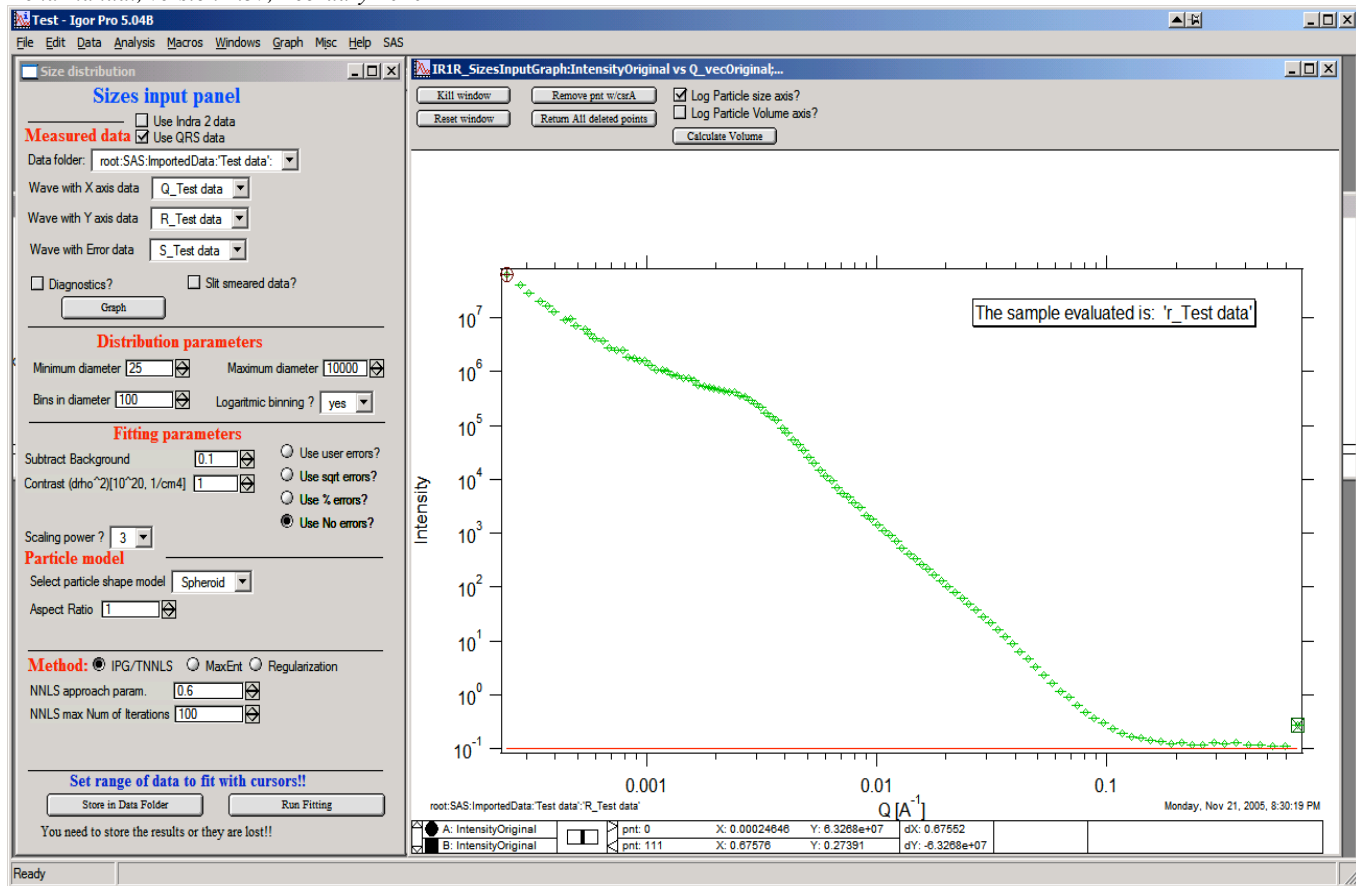 Test - Igor Pro 5.04B
File Edit Data Analysis Macros Windows Graph Misc Help SAS
Size distribution
Sizes input panel
Use Indra 2 data
Measured data Use QRS data
Data folder: root:SAS:ImportedData:'Test data':
Wave with X axis data Q_Test data
Wave with Y axis data R_Test data
Wave with Error data S_Test data
Diagnostics? Slit smeared data?
Graph
Distribution parameters
Minimum diameter 25 Maximum diameter 10000
Bins in diameter 100 Logaritmic binning ? yes
Fitting parameters
Subtract Background 0.1 Use user errors?
Contrast (drho^2)[10^20, 1/cm4] 1 Use sqrt errors?
Use % errors?
Use No errors?
Scaling power ? 3
Particle model
Select particle shape model Spheroid
Aspect Ratio 1
Method: IPG/TNNLS MaxEnt Regularization
NNLS approach param. 0.6
NNLS max Num of Iterations 100
Set range of data to fit with cursors!!
Store in Data Folder Run Fitting
You need to store the results or they are lost!!
Ready
IR1R_SizesInputGraph:IntensityOriginal vs Q_vecOriginal;...
Kill window Remove pnt w/csrA Log Particle size axis?
Reset window Return All deleted points Log Particle Volume axis?
Calculate Volume
The sample evaluated is: 'r_Test data'
10^7
10^6
10^5
10^4
10^3
10^2
10^1
10^0
10^-1
Intensity
0.001 0.01 0.1
Q [A^-1]
root:SAS:ImportedData:'Test data':'R_Test data' Monday, Nov 21, 2005, 8:30:19 PM
A: IntensityOriginal pnt: 0 X: 0.00024646 Y: 6.3268e+07 dX: 0.67552
B: IntensityOriginal pnt: 111 X: 0.67576 Y: 0.27391 dY: -6.3268e+07